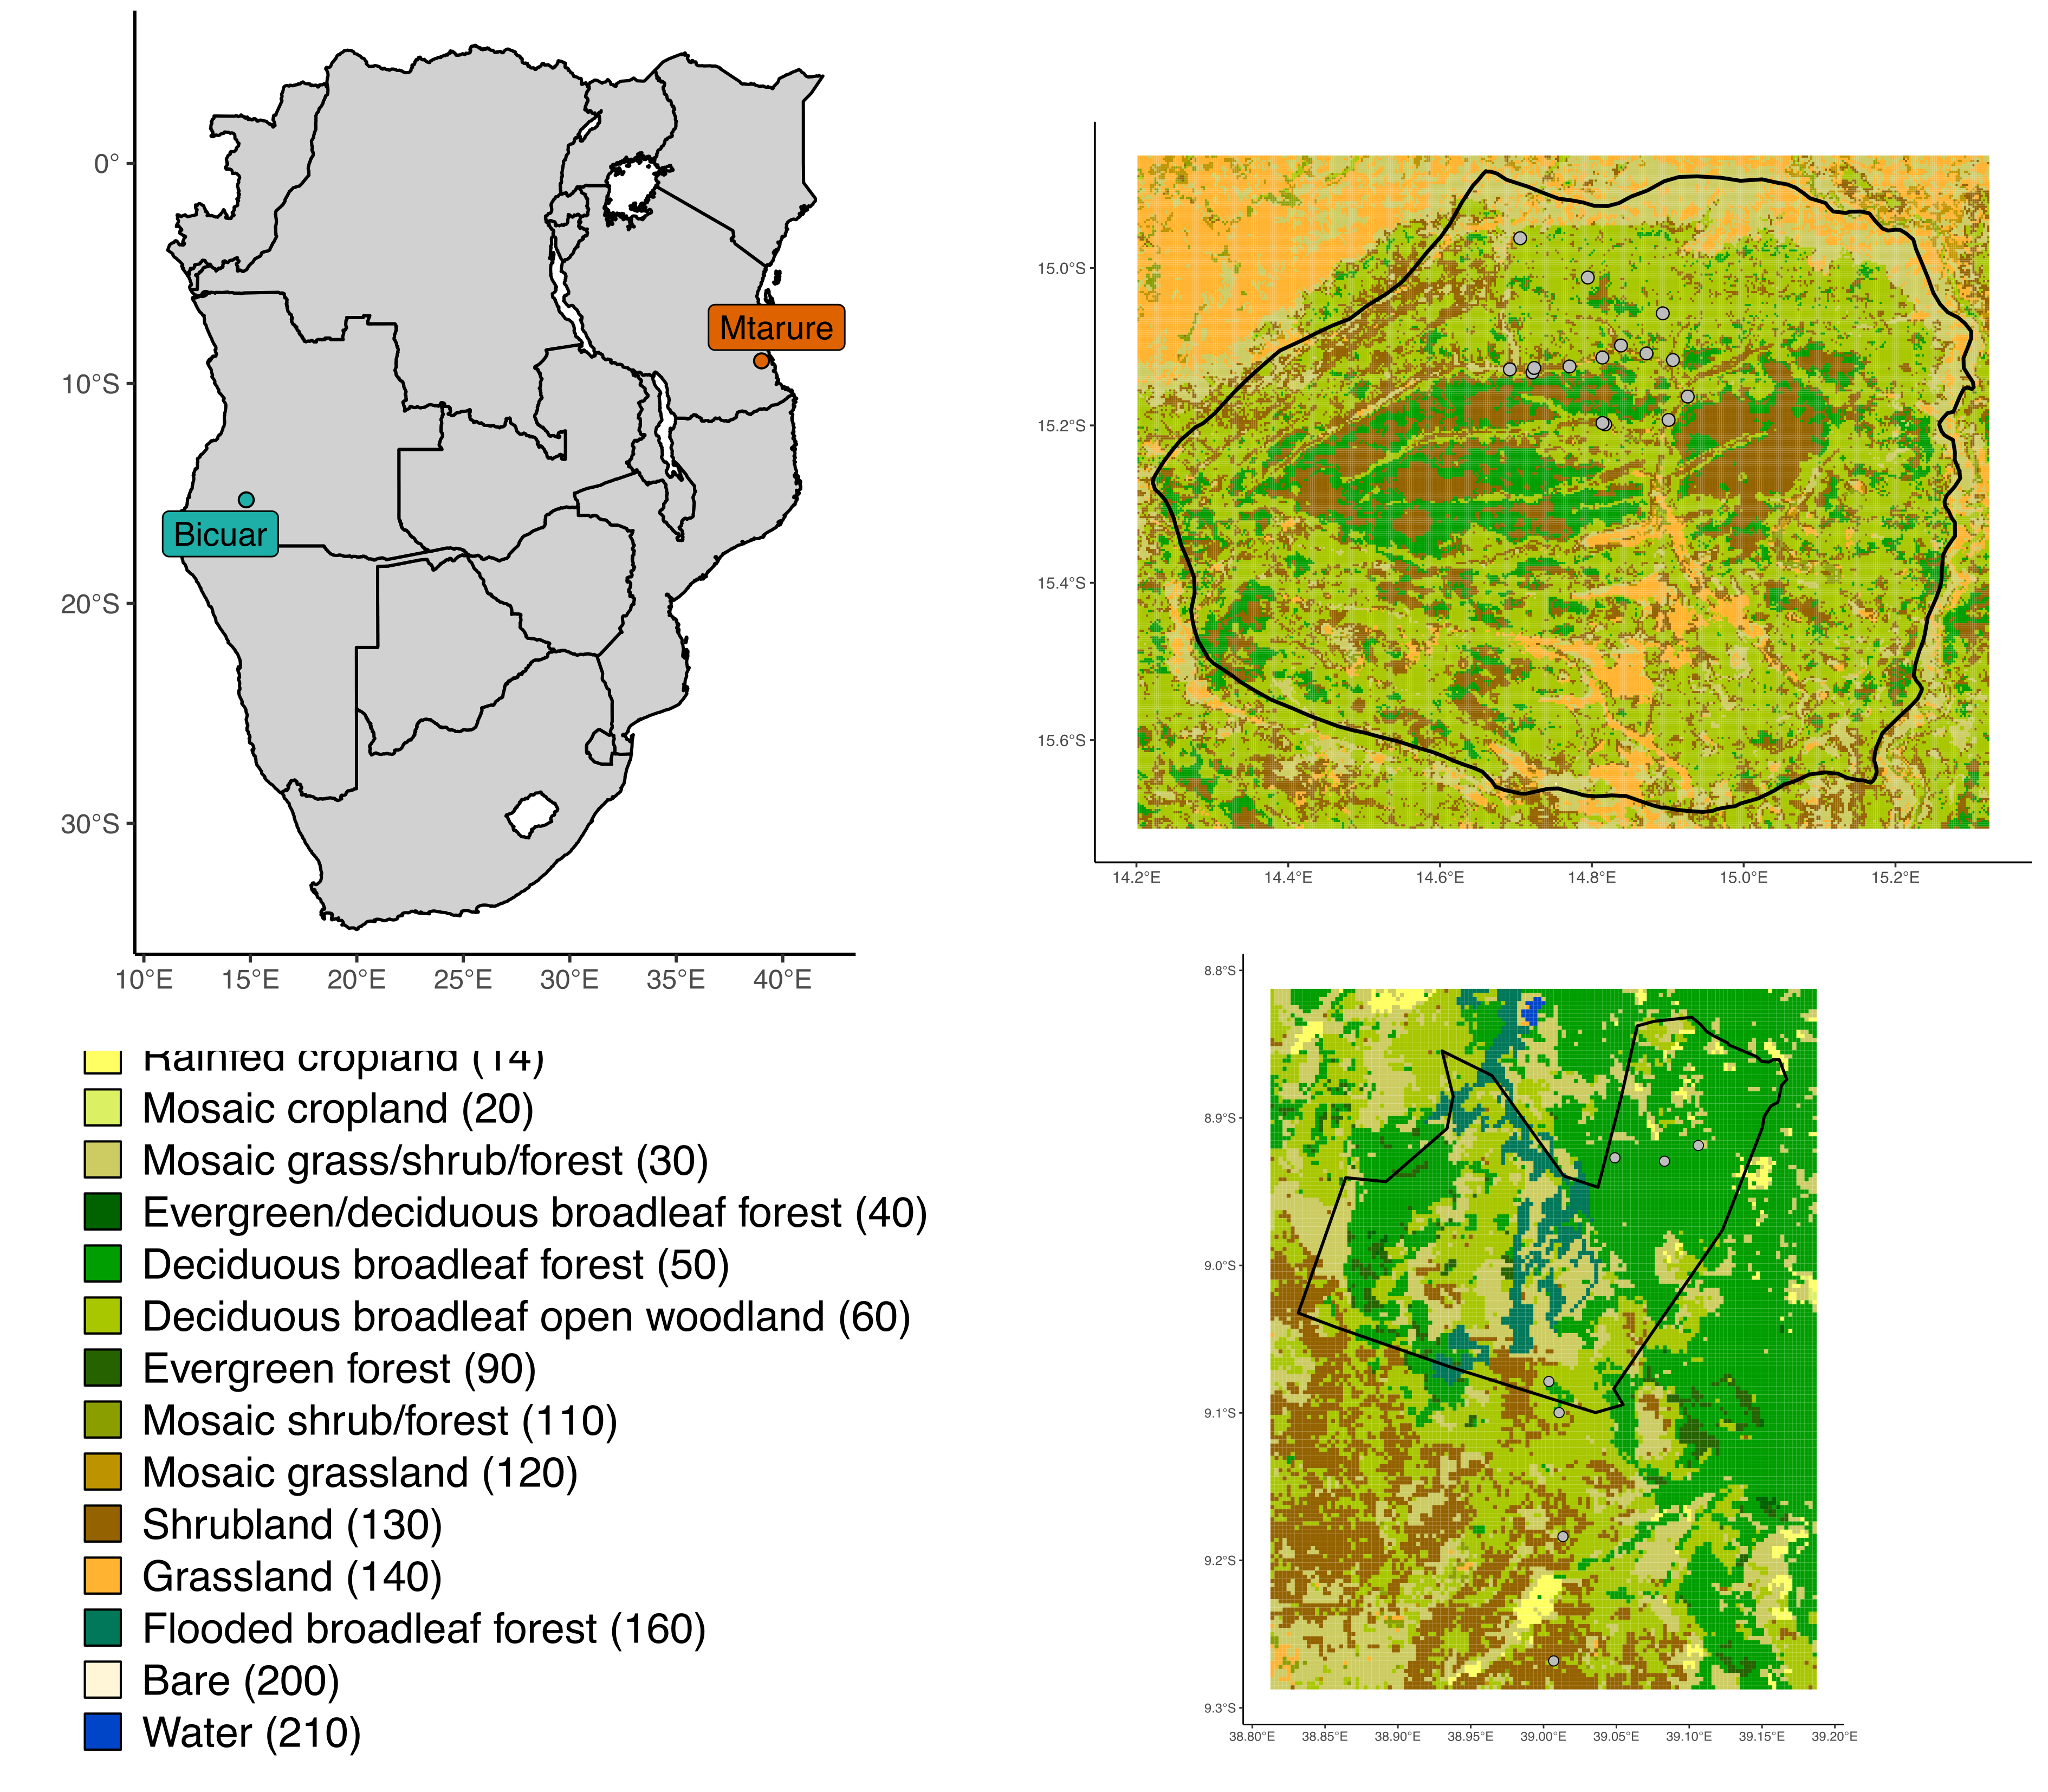 0°
10°S
20°S
30°S
10°E 15°E 20°E 25°E 30°E 35°E 40°E
Mtarure
Bicuar
15.0°S
15.2°S
15.4°S
15.6°S
14.2°E 14.4°E 14.6°E 14.8°E 15.0°E 15.2°E
Rainfed cropland (14)
Mosaic cropland (20)
Mosaic grass/shrub/forest (30)
Evergreen/deciduous broadleaf forest (40)
Deciduous broadleaf forest (50)
Deciduous broadleaf open woodland (60)
Evergreen forest (90)
Mosaic shrub/forest (110)
Mosaic grassland (120)
Shrubland (130)
Grassland (140)
Flooded broadleaf forest (160)
Bare (200)
Water (210)
8.8°S
8.9°S
9.0°S
9.1°S
9.2°S
9.3°S
38.80°E 38.85°E 38.90°E 38.95°E 39.00°E 39.05°E 39.10°E 39.15°E 39.20°E